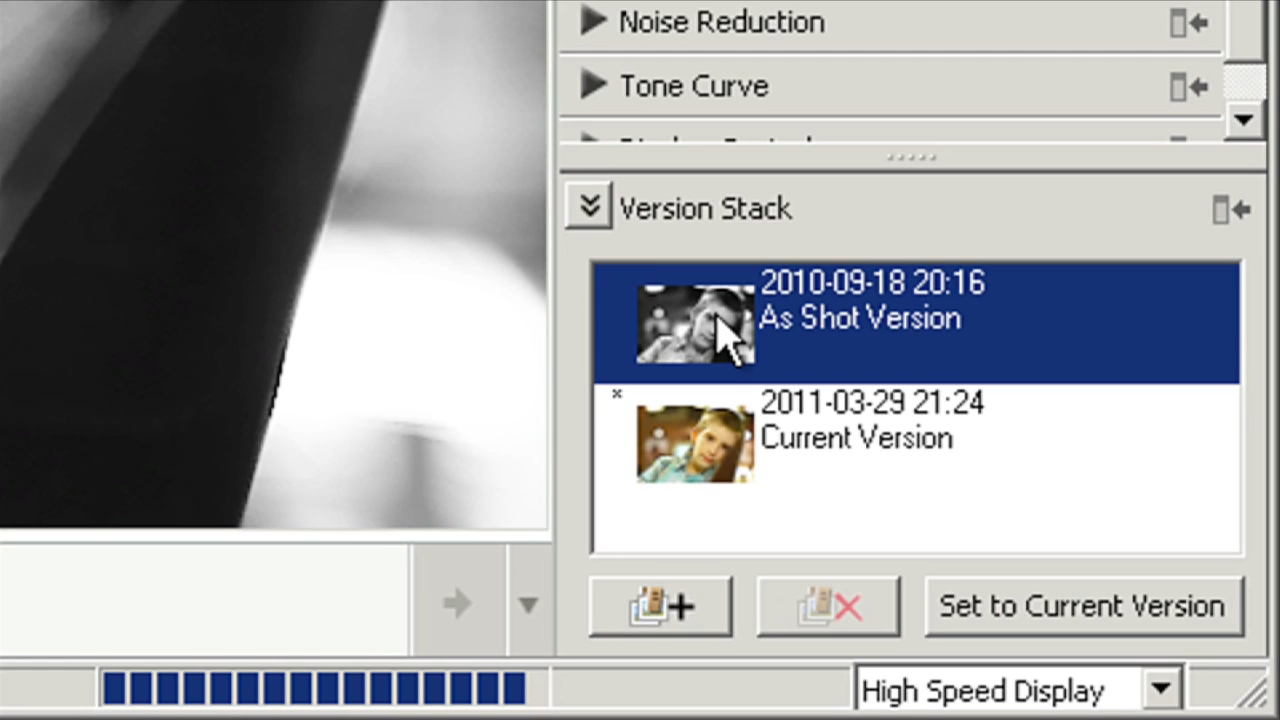 Noise Reduction
Tone Curve
Version Stack
2010-09-18 20:16
As Shot Version
2011-03-29 21:24
Current Version
Set to Current Version
High Speed Display